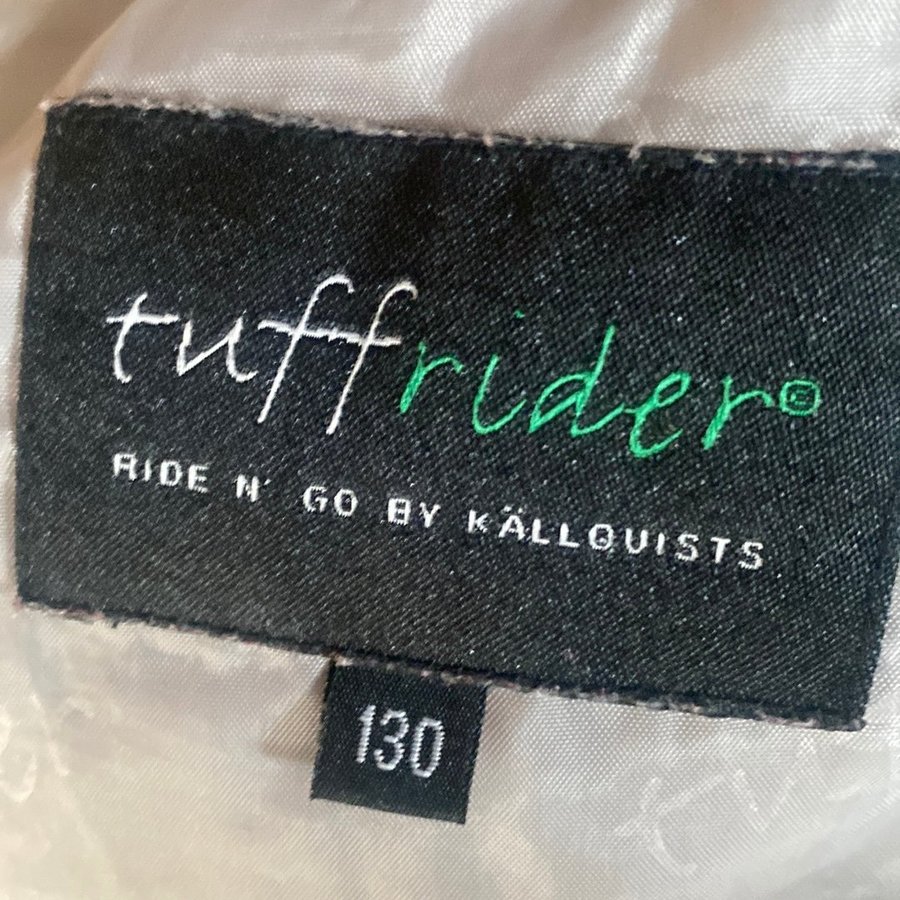 tuffrider©
RIDE N' GO BY KÄLLQUISTS
130